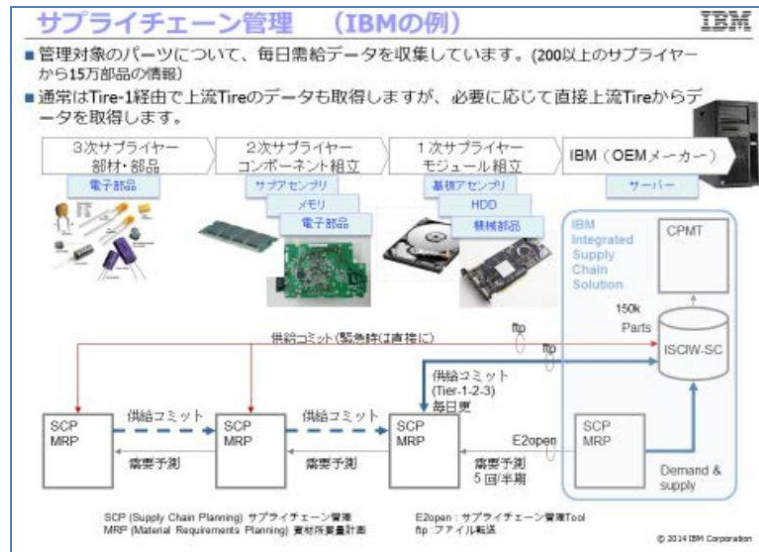 サプライチェーン管理 （IBMの例）
IBM
■管理対象のパーツについて、毎日需給データを収集しています。(200以上のサプライヤー
から15万部品の情報)
■通常はTire-1経由で上流Tireのデータも取得しますが、必要に応じて直接上流Tireからデ
ータを取得します。
3次サプライヤー
部材・部品
2次サプライヤー
コンポーネント組立
1次サプライヤー
モジュール組立
IBM（OEMメーカー）
電子部品
サブアセンブリ
メモリ
電子部品
基板アセンブリ
HDD
機械部品
サーバー
IBM
Integrated
Supply
Chain
Solution
CPMT
150k
Parts
ISCIW-SC
供給コミット(緊急時は直接に)
ftp
ftp
供給コミット
(Tier-1-2-3)
毎日更
SCP
MRP
供給コミット
需要予測
SCP
MRP
供給コミット
需要予測
SCP
MRP
E2open
需要予測
5回/半期
SCP
MRP
Demand &
supply
SCP (Supply Chain Planning) サプライチェーン管理
MRP (Material Requirements Planning) 資材所要量計画
E2open：サプライチェーン管理Tool
ftp：ファイル転送
© 2014 IBM Corporation